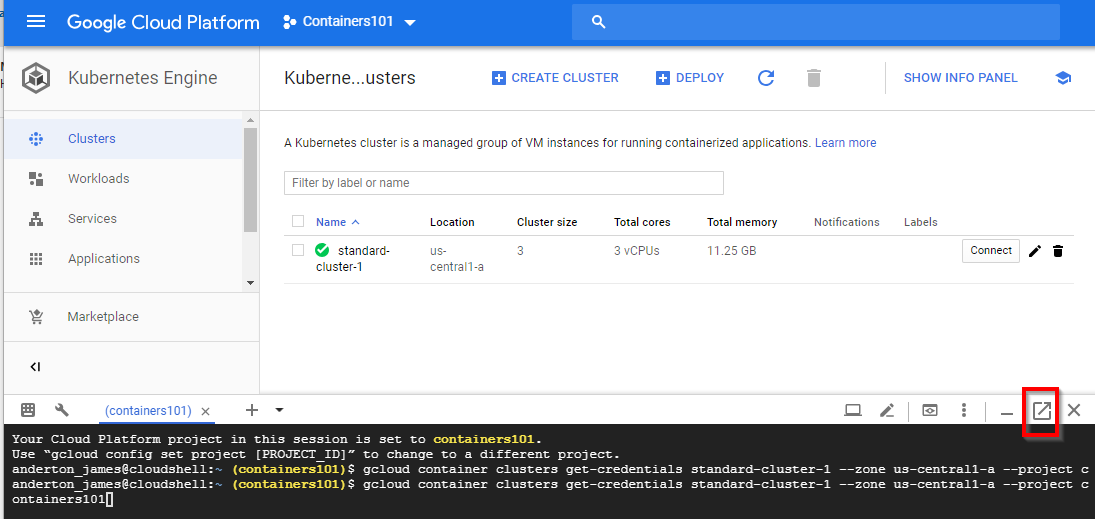 Google Cloud Platform
Containers101
Kubernetes Engine
Kuberne...usters
CREATE CLUSTER
DEPLOY
SHOW INFO PANEL
Clusters
Workloads
Services
Applications
Marketplace
A Kubernetes cluster is a managed group of VM instances for running containerized applications. Learn more
Filter by label or name
Name Location Cluster size Total cores Total memory Notifications Labels
standard-
cluster-1
us-
central1-a
3
3 vCPUs
11.25 GB
Connect
(containers101)
Your Cloud Platform project in this session is set to containers101.
Use “gcloud config set project [PROJECT_ID]” to change to a different project.
anderton_james@cloudshell:~ (containers101)$ gcloud container clusters get-credentials standard-cluster-1 --zone us-central1-a --project c
anderton_james@cloudshell:~ (containers101)$ gcloud container clusters get-credentials standard-cluster-1 --zone us-central1-a --project c
ontainers101